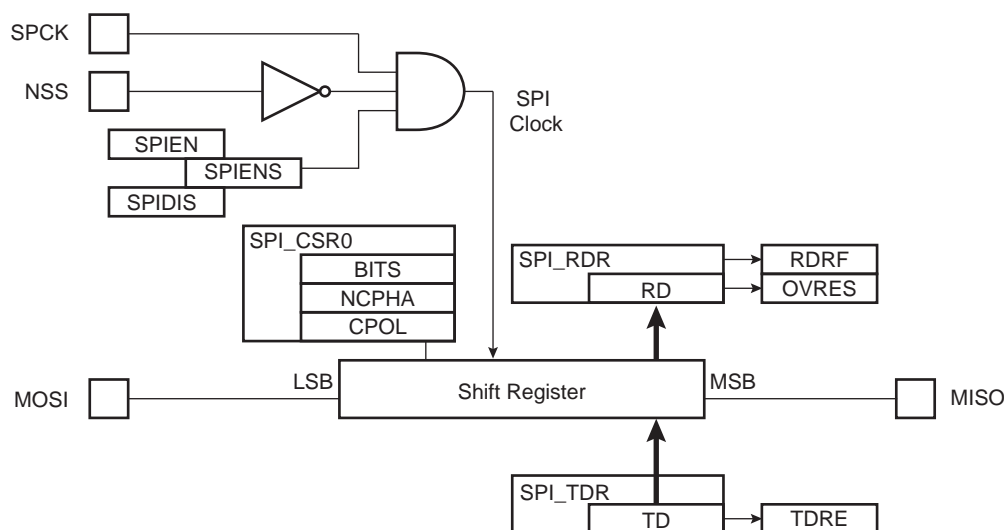 SPCK
NSS
SPI
Clock
SPIEN
SPIENS
SPIDIS
SPI_CSR0
BITS
NCPHA
CPOL
SPI_RDR
RD
RDRF
OVRES
LSB
Shift Register
MSB
MOSI
MISO
SPI_TDR
TD
TDRE